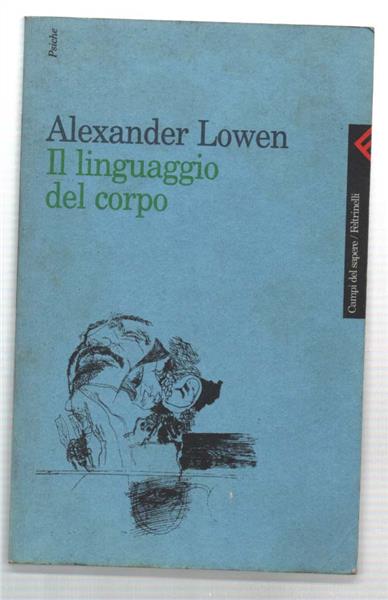 Psiche
Alexander Lowen
Il linguaggio
del corpo
Campi del sapere / Feltrinelli